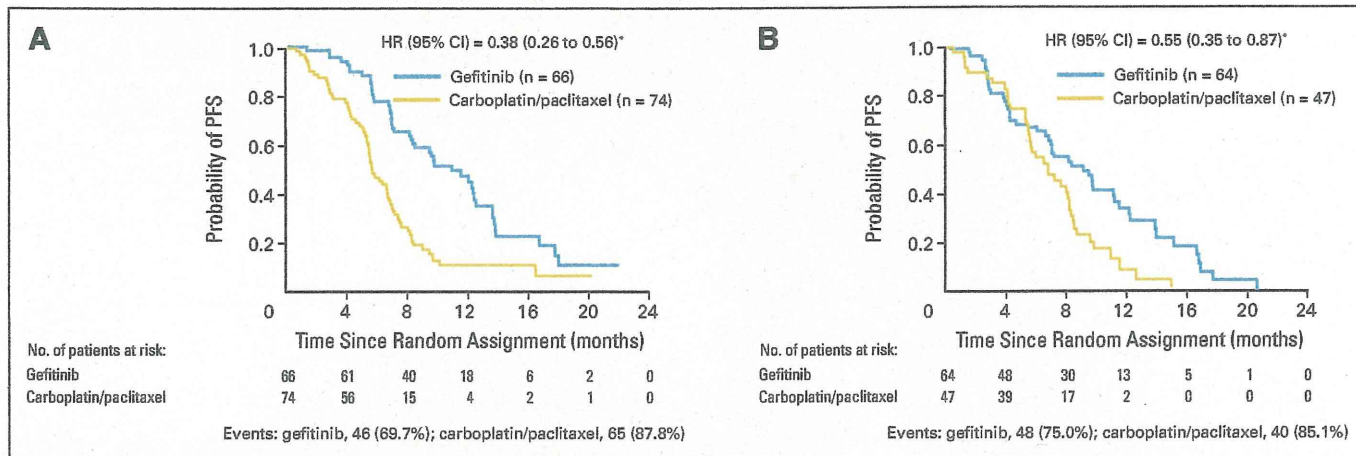 A
HR (95% CI) = 0.38 (0.26 to 0.56)*
Gefitinib (n = 66)
Carboplatin/paclitaxel (n = 74)
Probability of PFS
1.0
0.8
0.6
0.4
0.2
0 4 8 12 16 20 24
Time Since Random Assignment (months)
No. of patients at risk:
Gefitinib 66 61 40 18 6 2 0
Carboplatin/paclitaxel 74 56 15 4 2 1 0
Events: gefitinib, 46 (69.7%); carboplatin/paclitaxel, 65 (87.8%)
B
HR (95% CI) = 0.55 (0.35 to 0.87)*
Gefitinib (n = 64)
Carboplatin/paclitaxel (n = 47)
Probability of PFS
1.0
0.8
0.6
0.4
0.2
0 4 8 12 16 20 24
Time Since Random Assignment (months)
No. of patients at risk:
Gefitinib 64 48 30 13 5 1 0
Carboplatin/paclitaxel 47 39 17 2 0 0 0
Events: gefitinib, 48 (75.0%); carboplatin/paclitaxel, 40 (85.1%)